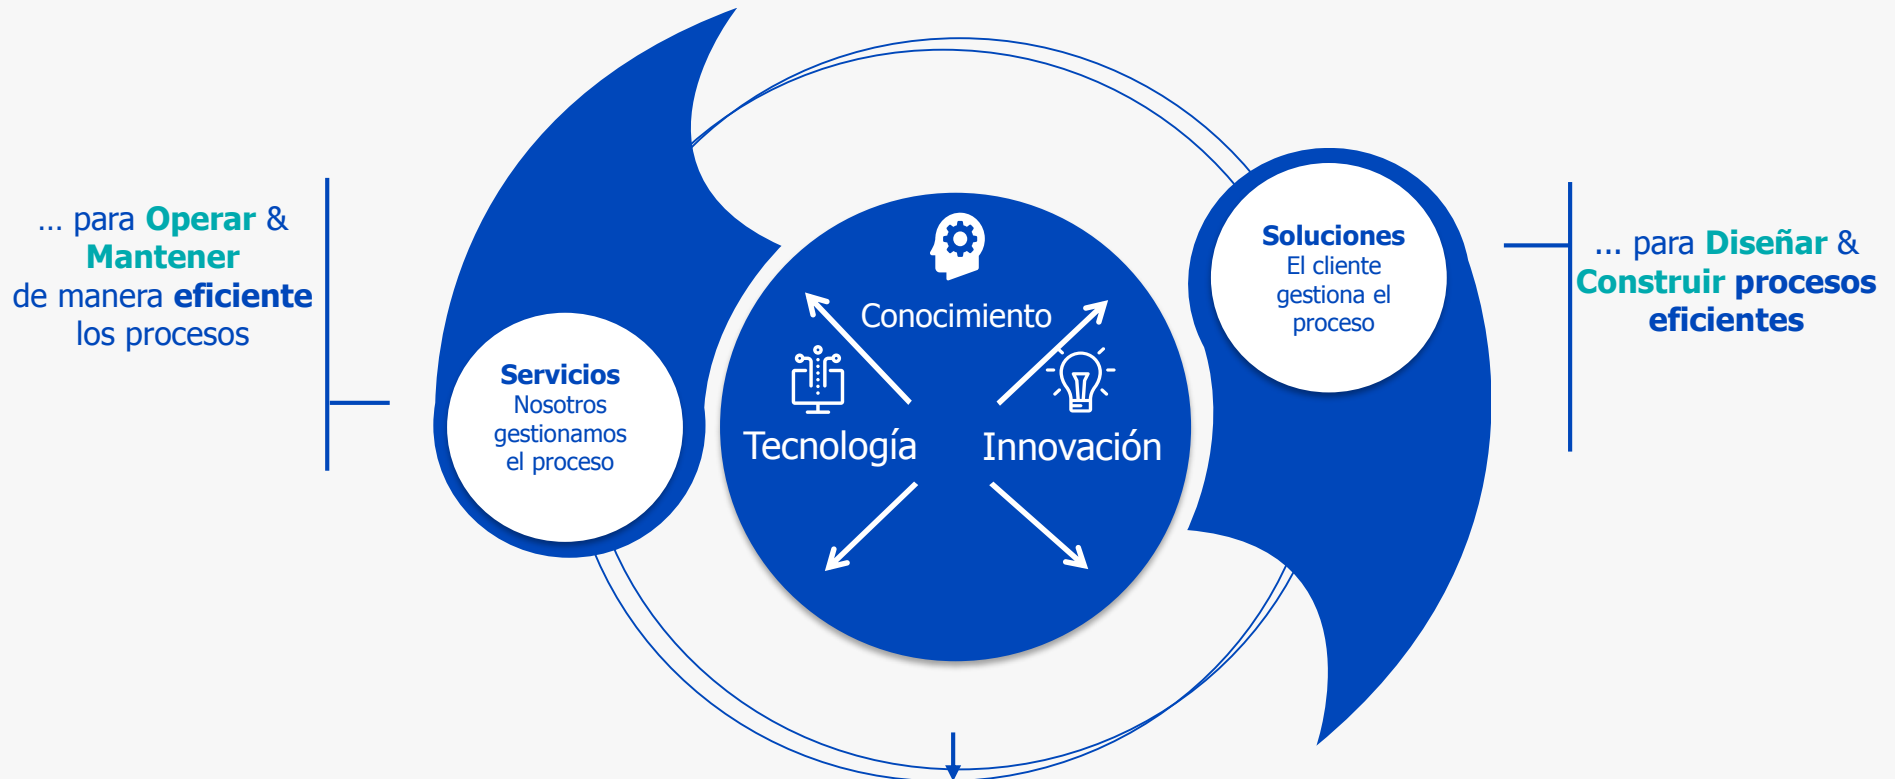 ... para Operar &
Mantener
de manera eficiente
los procesos
Servicios
Nosotros
gestionamos
el proceso
Conocimiento
Tecnología
Innovación
Soluciones
El cliente
gestiona el
proceso
... para Diseñar &
Construir procesos
eficientes